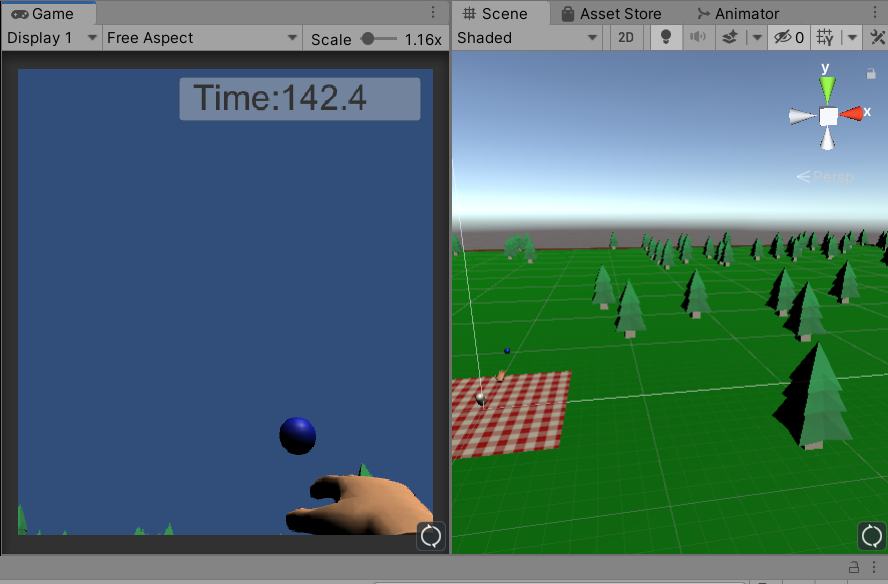 Game
Display 1 Free Aspect Scale 1.16x
Time:142.4
Scene Asset Store Animator
Shaded 2D 0
y
x
Persp